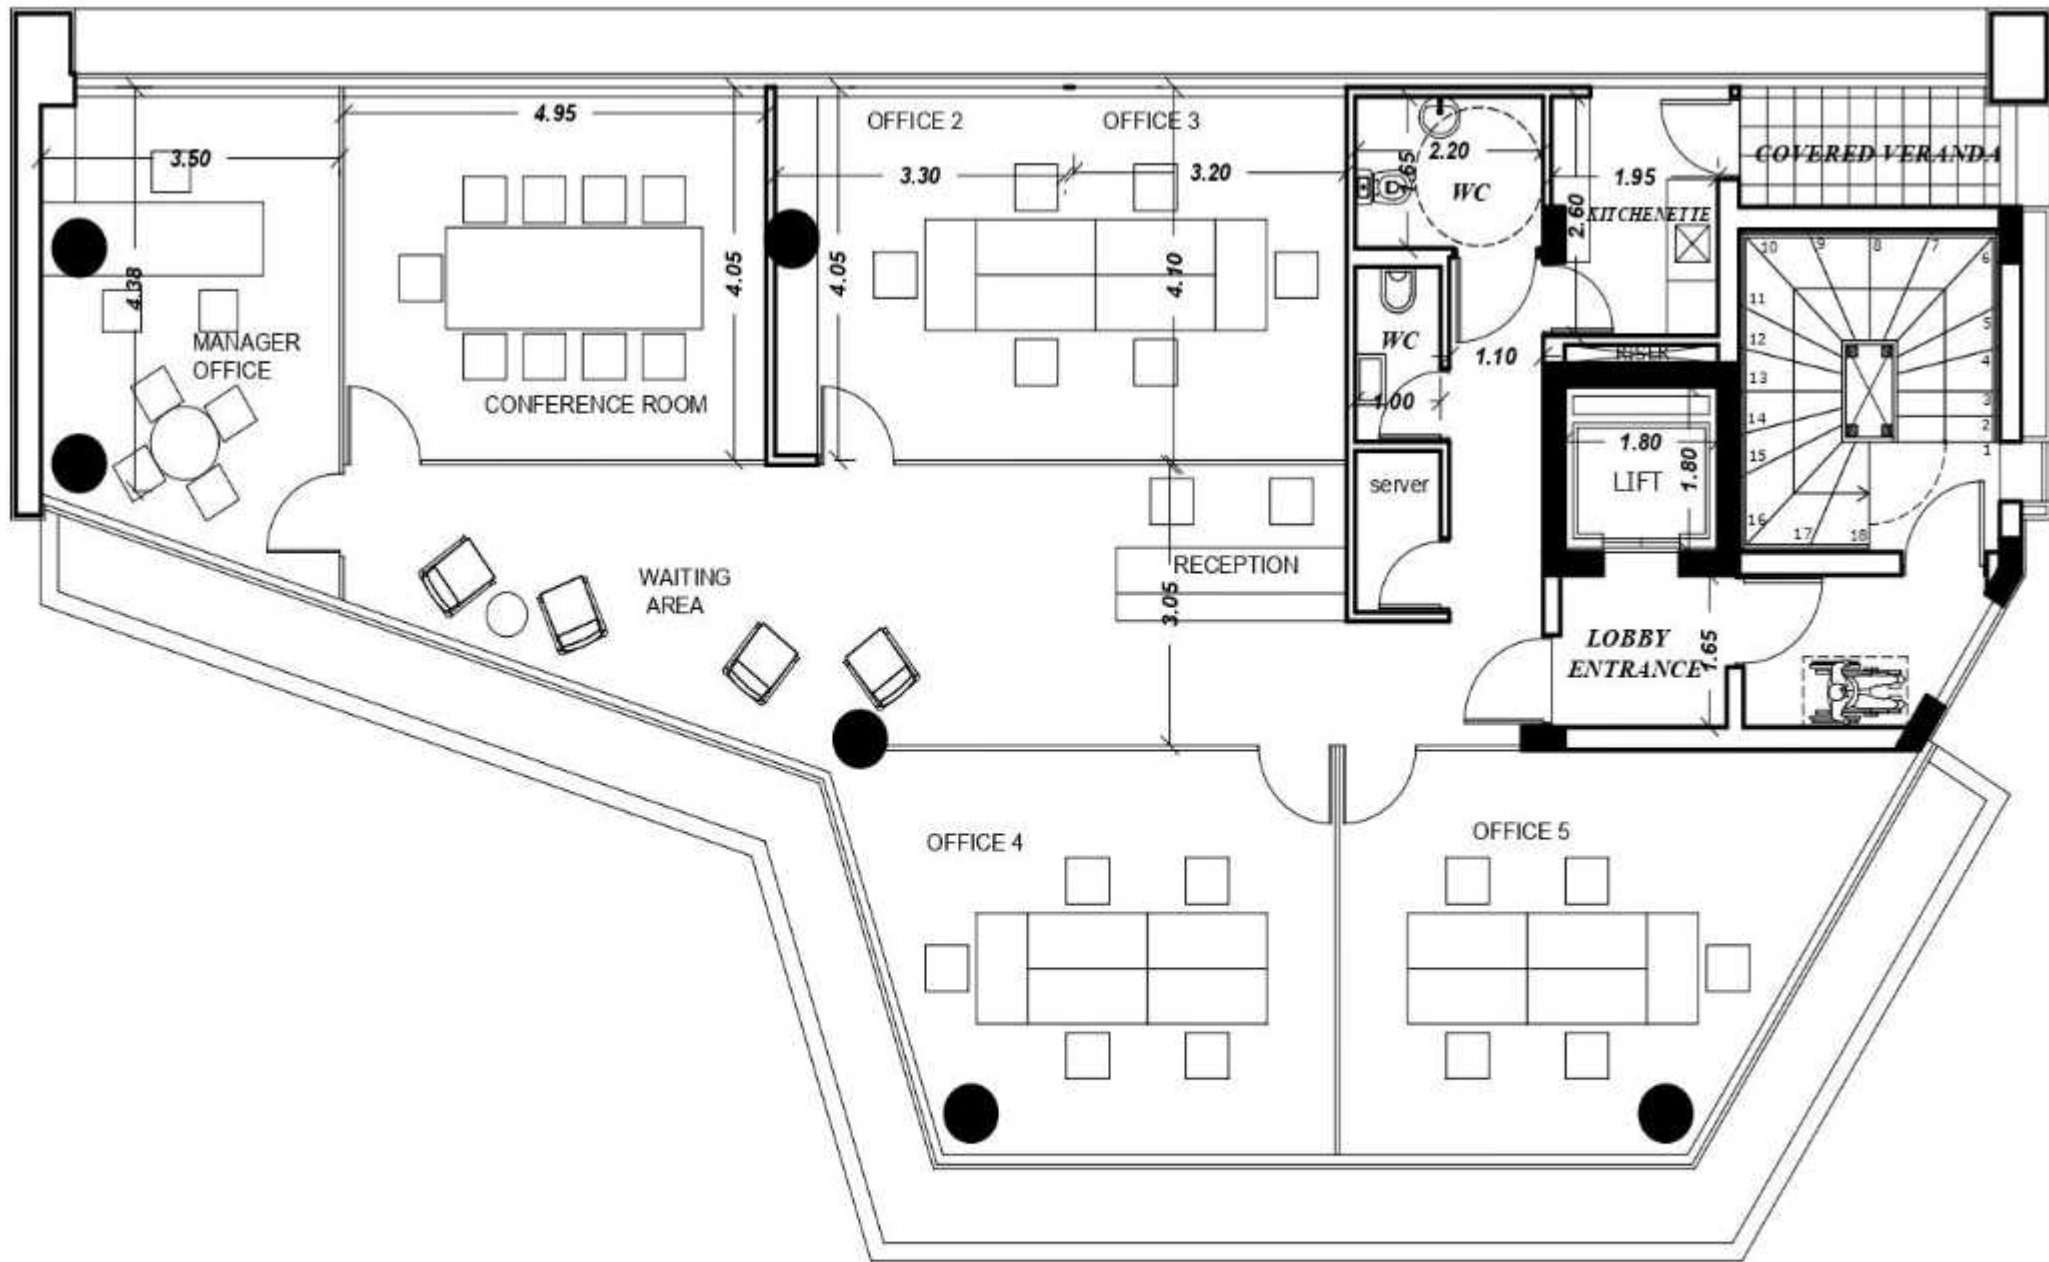 OFFICE 2
OFFICE 3
4.95
3.50
3.30
3.20
2.20
1.65
WC
1.95
2.60
KITCHENETTE
COVERED VERANDA
4.38
4.05
4.05
4.10
MANAGER
OFFICE
CONFERENCE ROOM
WC
1.00
1.10
RISER
10
9
8
7
6
11
5
12
4
13
3
14
2
15
1
16
17
18
1.80
LIFT
1.80
server
RECEPTION
WAITING
AREA
3.05
LOBBY
ENTRANCE
1.65
OFFICE 4
OFFICE 5